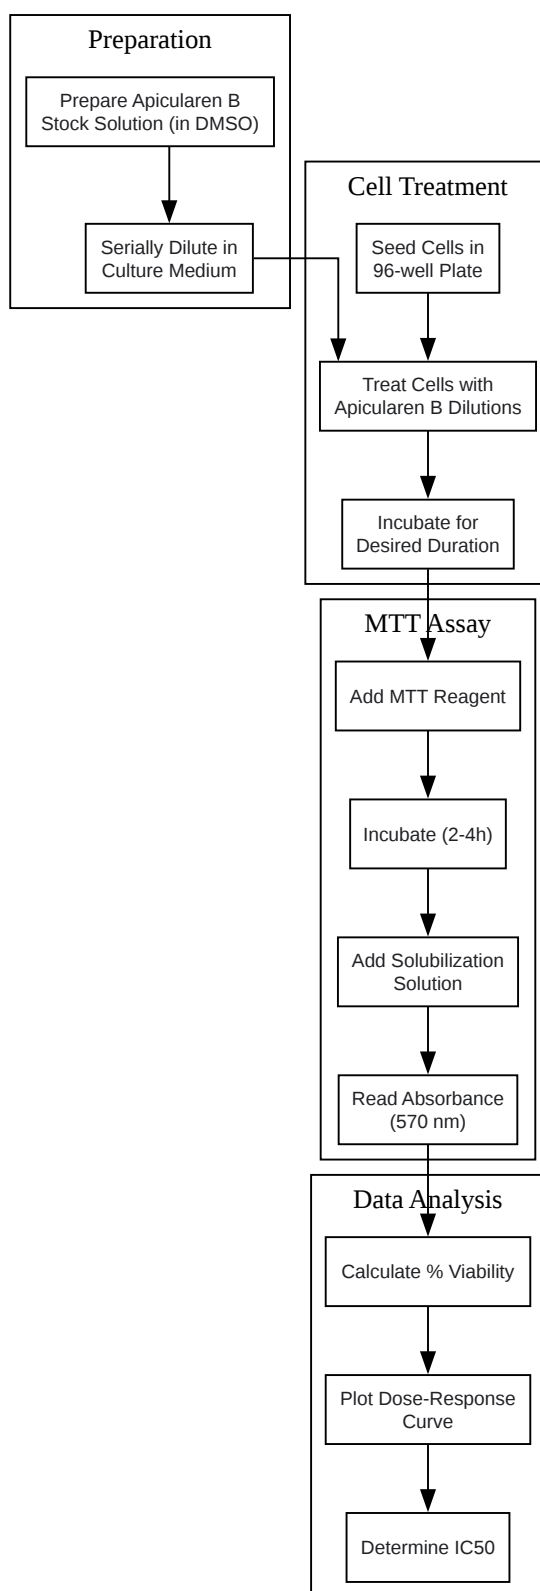 Preparation
Prepare Apicularen B
Stock Solution (in DMSO)
Serially Dilute in
Culture Medium
Cell Treatment
Seed Cells in
96-well Plate
Treat Cells with
Apicularen B Dilutions
Incubate for
Desired Duration
MTT Assay
Add MTT Reagent
Incubate (2-4h)
Add Solubilization
Solution
Read Absorbance
(570 nm)
Data Analysis
Calculate % Viability
Plot Dose-Response
Curve
Determine IC50